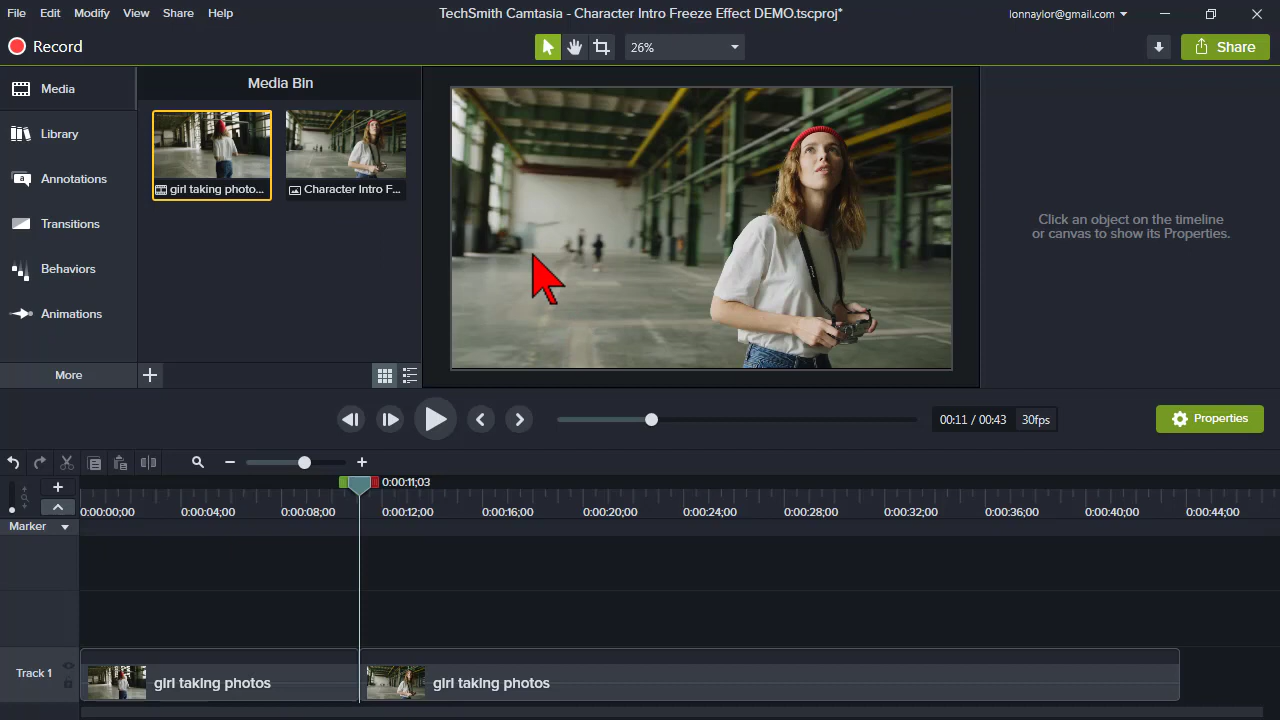 File Edit Modify View Share Help
TechSmith Camtasia - Character Intro Freeze Effect DEMO.tscproj*
lonnaylor@gmail.com
Record
26%
Share
Media
Library
Annotations
Transitions
Behaviors
Animations
More
Media Bin
girl taking photo...
Character Intro F...
Click an object on the timeline
or canvas to show its Properties.
00:11 / 00:43
30fps
Properties
0:00:11;03
0:00:00;00 0:00:04;00 0:00:08;00 0:00:12;00 0:00:16;00 0:00:20;00 0:00:24;00 0:00:28;00 0:00:32;00 0:00:36;00 0:00:40;00 0:00:44;00
Marker
Track 1
girl taking photos
girl taking photos